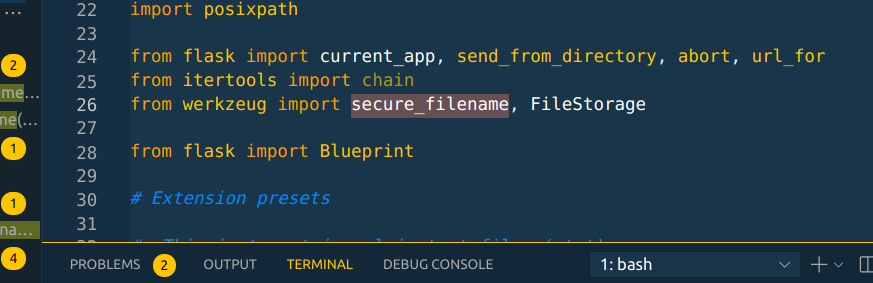 ...
22 import posixpath
23
24 from flask import current_app, send_from_directory, abort, url_for
2
25 from itertools import chain
me...
26 from werkzeug import secure_filename, FileStorage
me(...
27
1
28 from flask import Blueprint
29
1
30 # Extension presets
na...
31
4
PROBLEMS 2 OUTPUT TERMINAL DEBUG CONSOLE 1: bash